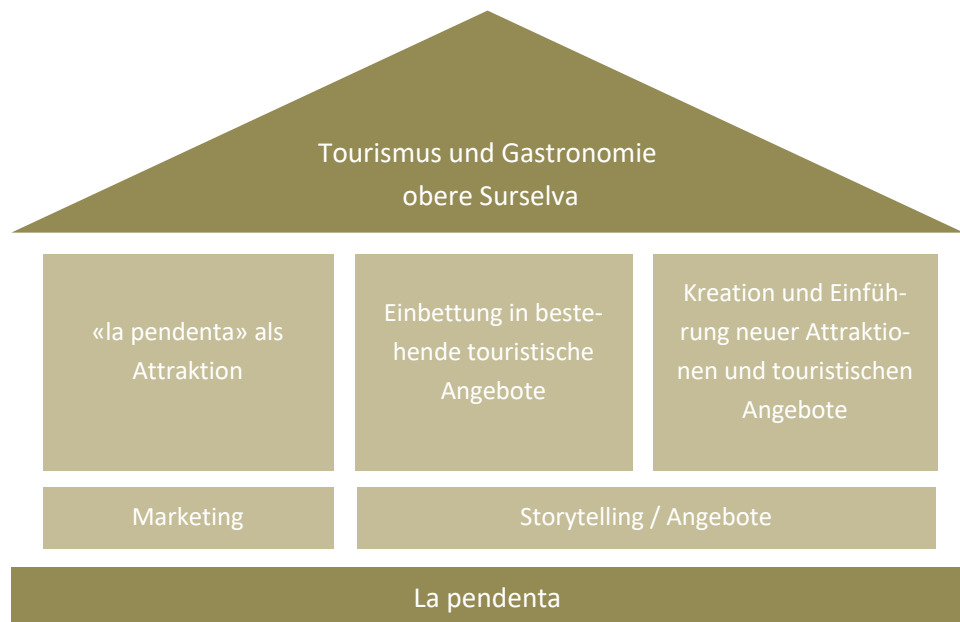 Tourismus und Gastronomie
obere Surselva
«la pendenta» als
Attraktion
Einbettung in beste-
hende touristische
Angebote
Kreation und Einfüh-
rung neuer Attraktio-
nen und touristischen
Angebote
Marketing
Storytelling / Angebote
La pendenta